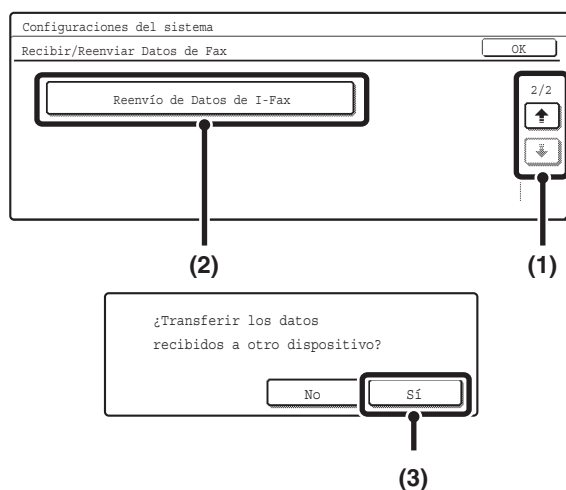 Configuraciones del sistema
Recibir/Reenviar Datos de Fax
OK
Reenvío de Datos de I-Fax
2/2
(2)
(1)
¿Transferir los datos
recibidos a otro dispositivo?
No
Sí
(3)